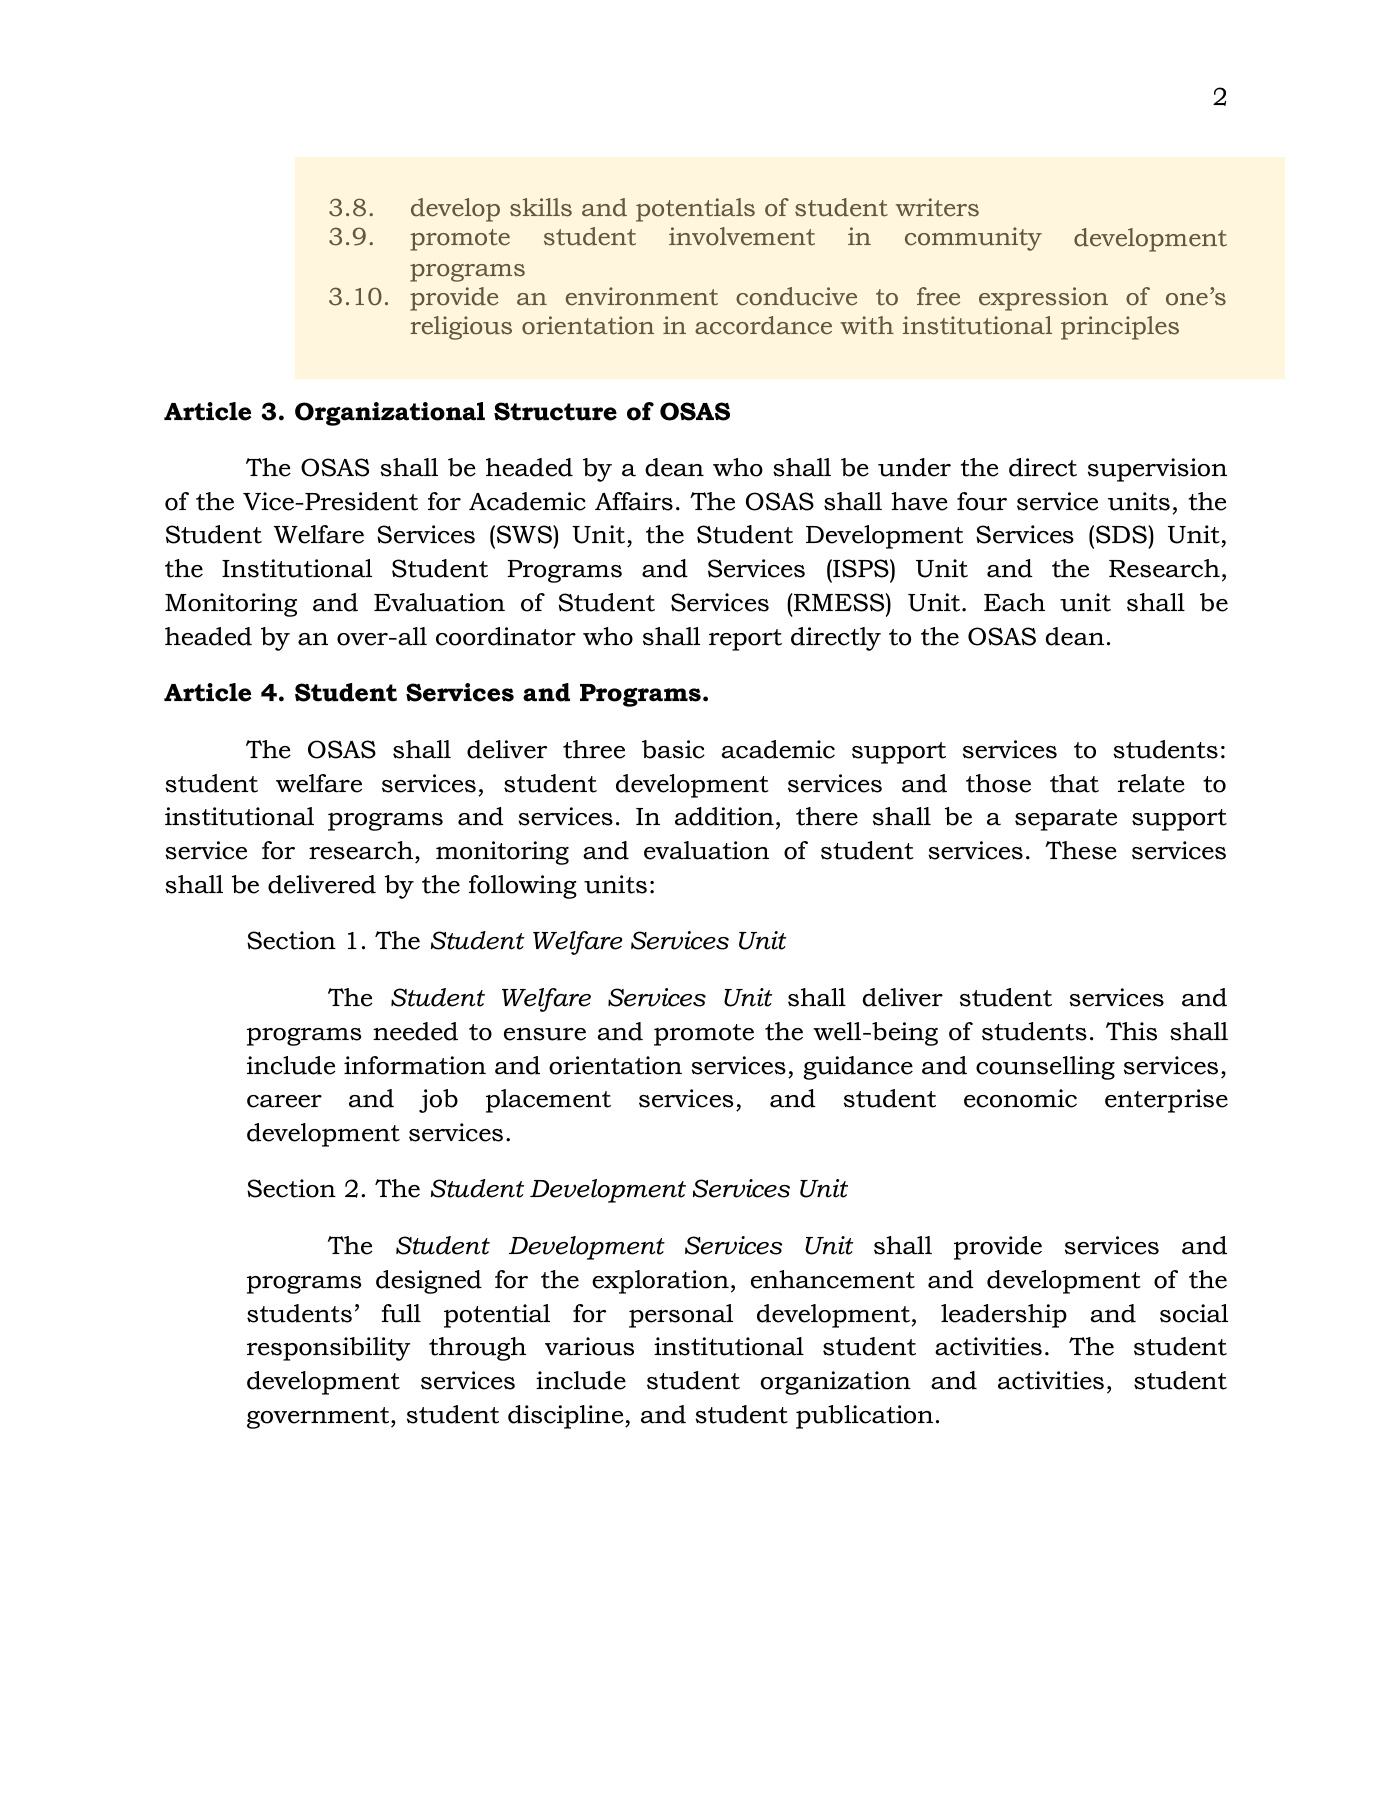 2
3.8. develop skills and potentials of student writers
3.9. promote student involvement in community development
programs
3.10. provide an environment conducive to free expression of one’s
religious orientation in accordance with institutional principles
Article 3. Organizational Structure of OSAS
The OSAS shall be headed by a dean who shall be under the direct supervision
of the Vice-President for Academic Affairs. The OSAS shall have four service units, the
Student Welfare Services (SWS) Unit, the Student Development Services (SDS) Unit,
the Institutional Student Programs and Services (ISPS) Unit and the Research,
Monitoring and Evaluation of Student Services (RMESS) Unit. Each unit shall be
headed by an over-all coordinator who shall report directly to the OSAS dean.
Article 4. Student Services and Programs.
The OSAS shall deliver three basic academic support services to students:
student welfare services, student development services and those that relate to
institutional programs and services. In addition, there shall be a separate support
service for research, monitoring and evaluation of student services. These services
shall be delivered by the following units:
Section 1. The Student Welfare Services Unit
The Student Welfare Services Unit shall deliver student services and
programs needed to ensure and promote the well-being of students. This shall
include information and orientation services, guidance and counselling services,
career and job placement services, and student economic enterprise
development services.
Section 2. The Student Development Services Unit
The Student Development Services Unit shall provide services and
programs designed for the exploration, enhancement and development of the
students’ full potential for personal development, leadership and social
responsibility through various institutional student activities. The student
development services include student organization and activities, student
government, student discipline, and student publication.